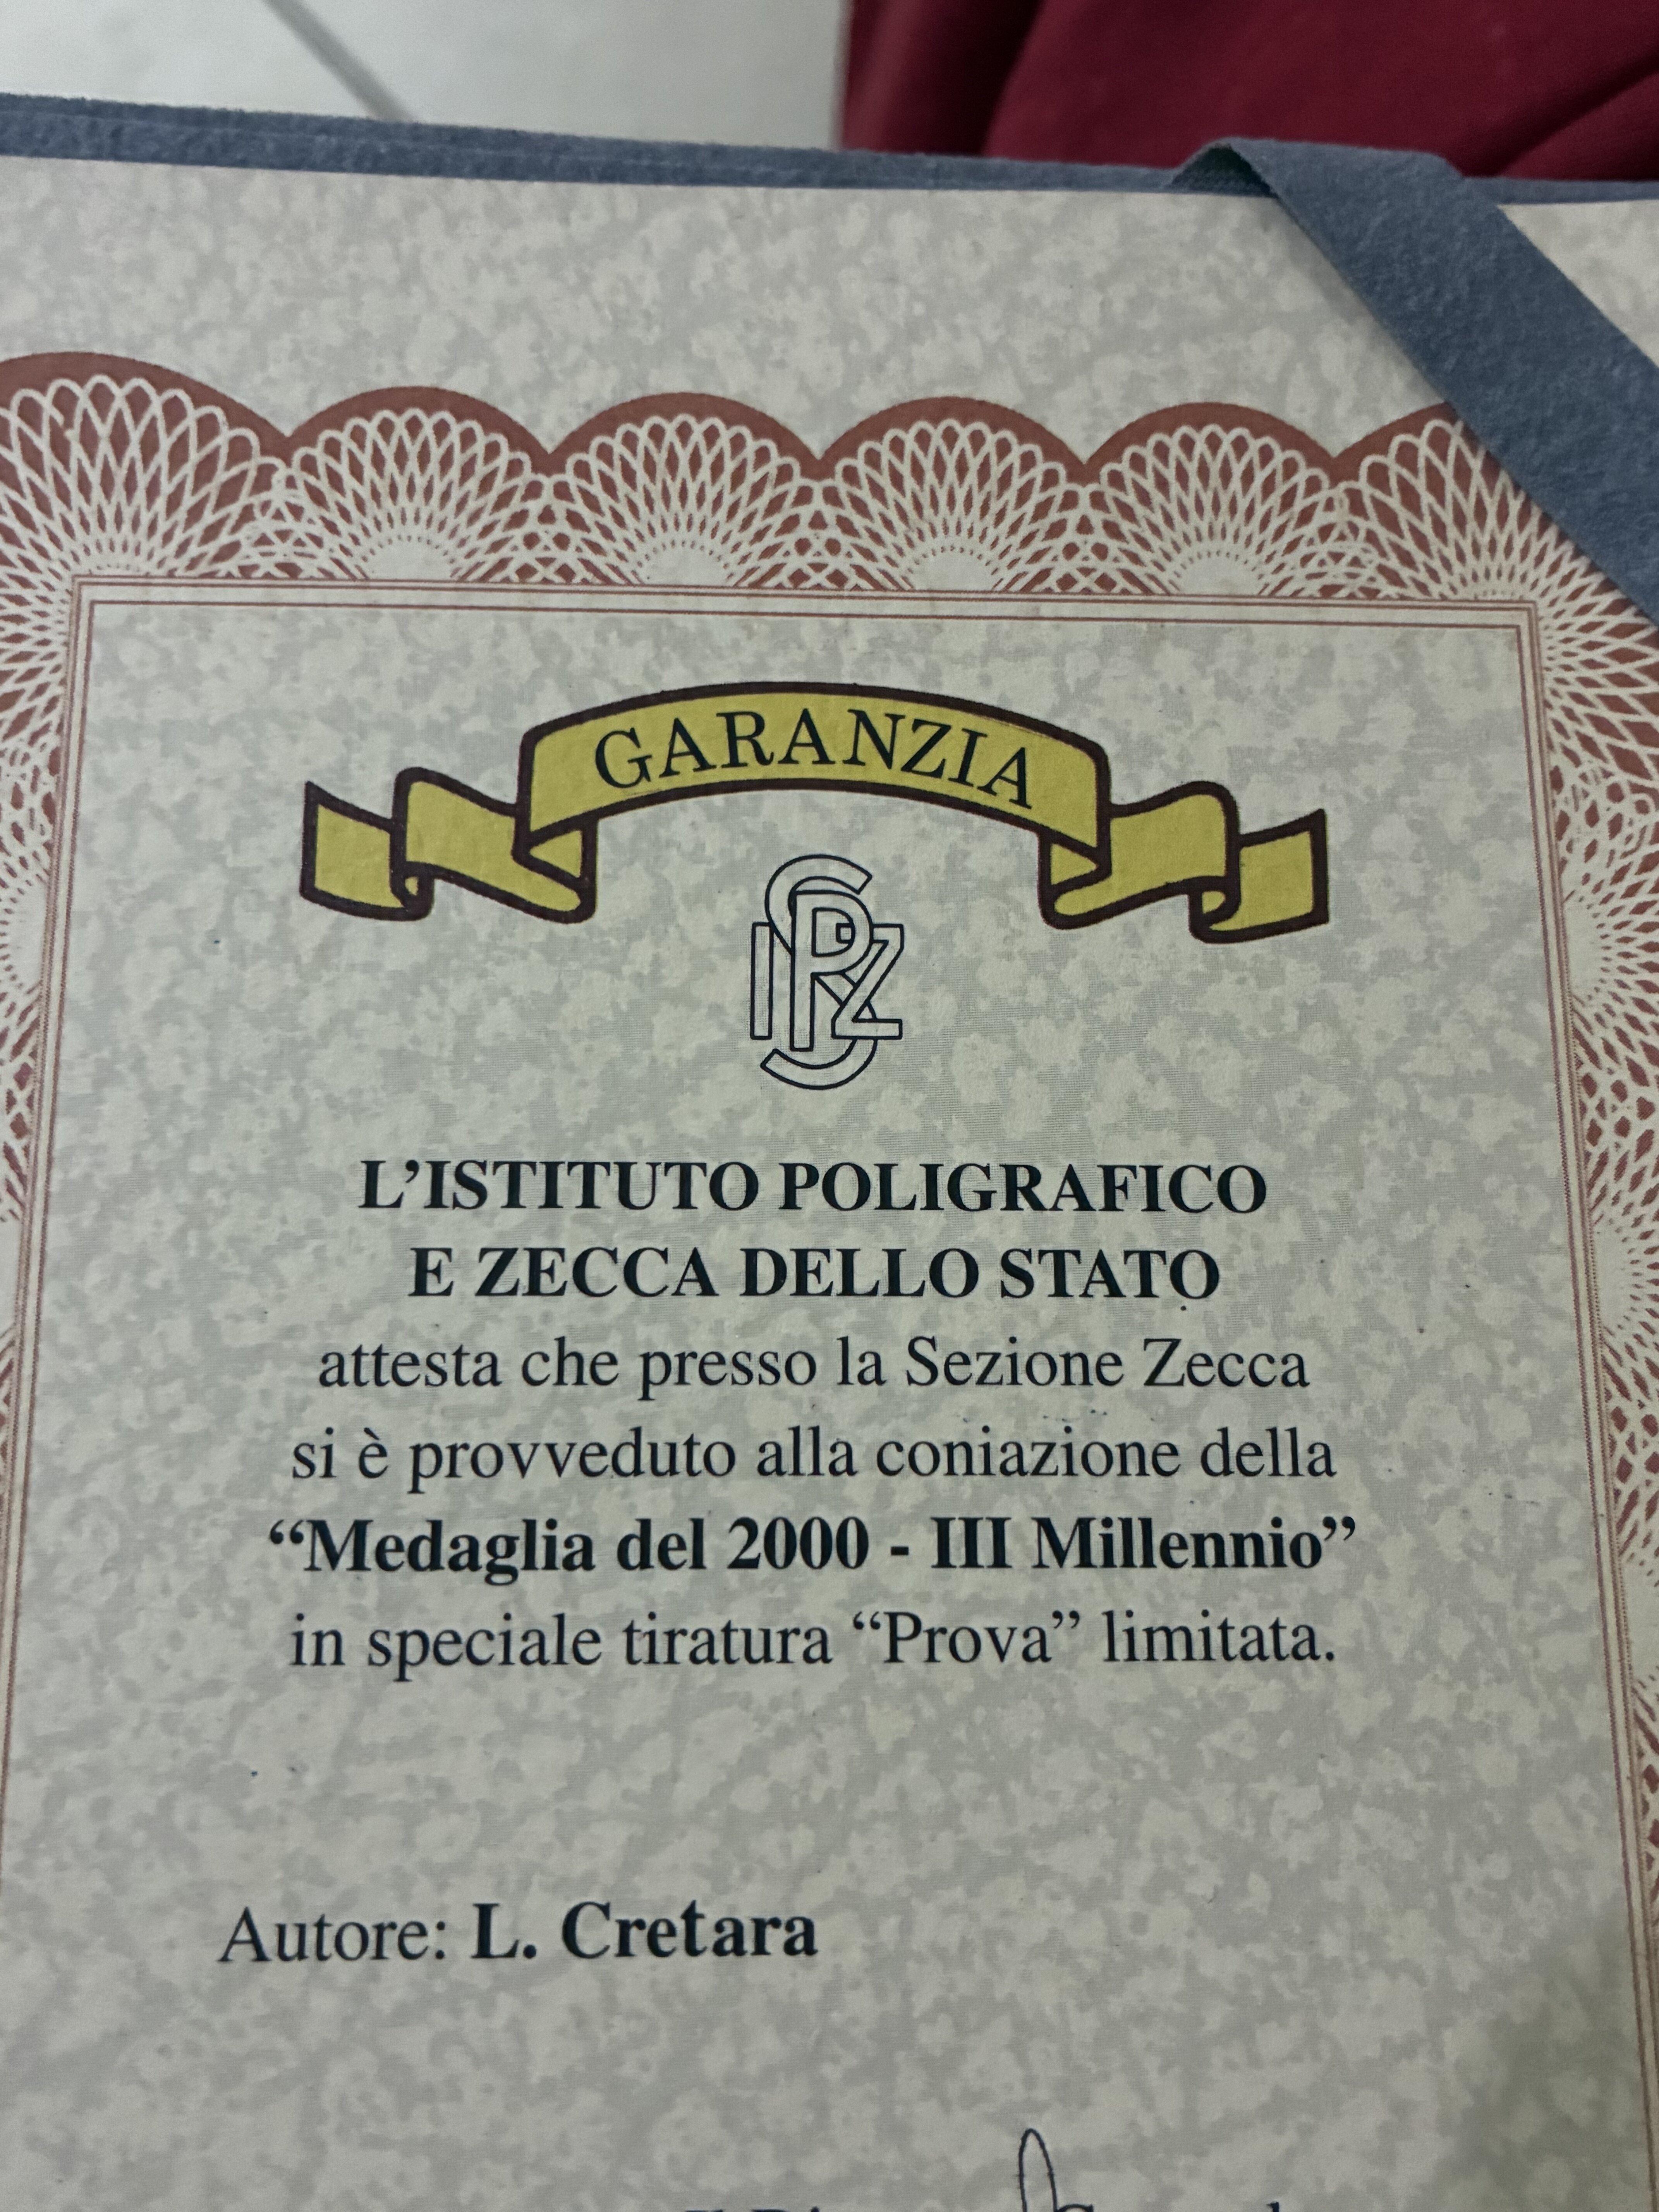 GARANZIA
IPZS
L’ISTITUTO POLIGRAFICO
E ZECCA DELLO STATO
attesta che presso la Sezione Zecca
si è provveduto alla coniazione della
“Medaglia del 2000 - III Millennio”
in speciale tiratura “Prova” limitata.
Autore: L. Cretara